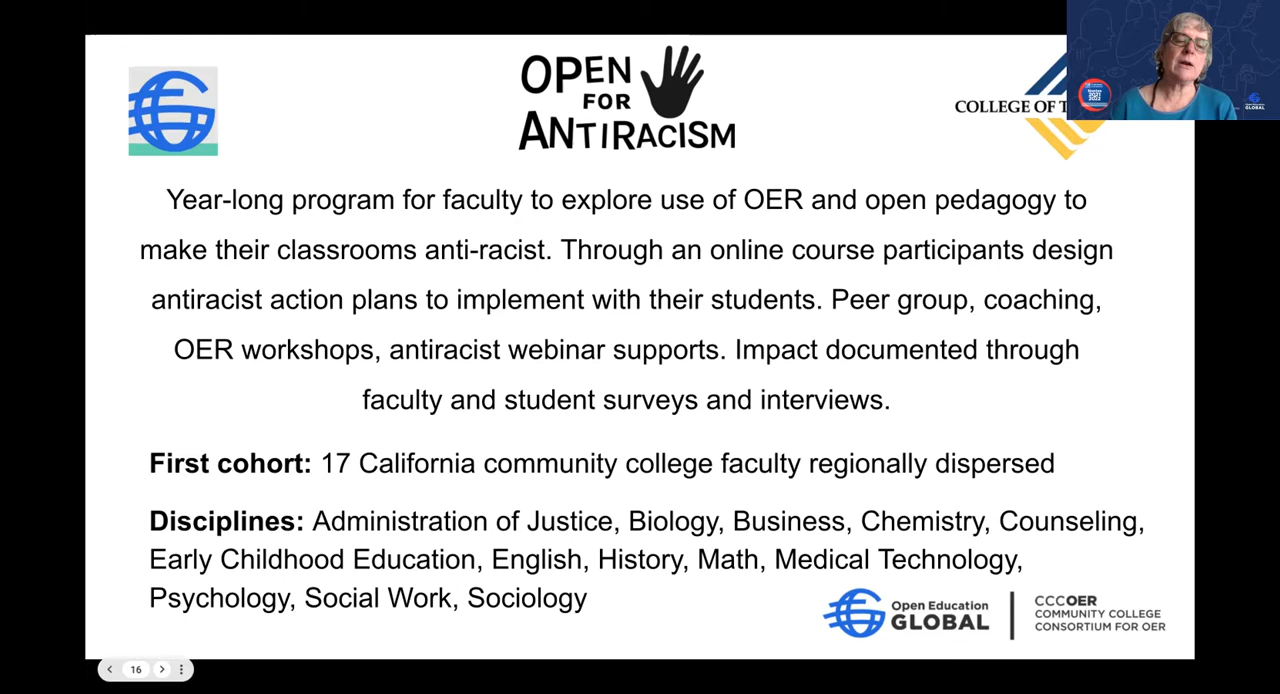 OPEN
FOR
ANTIRACISM
COLLEGE OF T
GLOBAL
Year-long program for faculty to explore use of OER and open pedagogy to
make their classrooms anti-racist. Through an online course participants design
antiracist action plans to implement with their students. Peer group, coaching,
OER workshops, antiracist webinar supports. Impact documented through
faculty and student surveys and interviews.
First cohort: 17 California community college faculty regionally dispersed
Disciplines: Administration of Justice, Biology, Business, Chemistry, Counseling,
Early Childhood Education, English, History, Math, Medical Technology,
Psychology, Social Work, Sociology
Open Education
GLOBAL
CCCOER
COMMUNITY COLLEGE
CONSORTIUM FOR OER
16